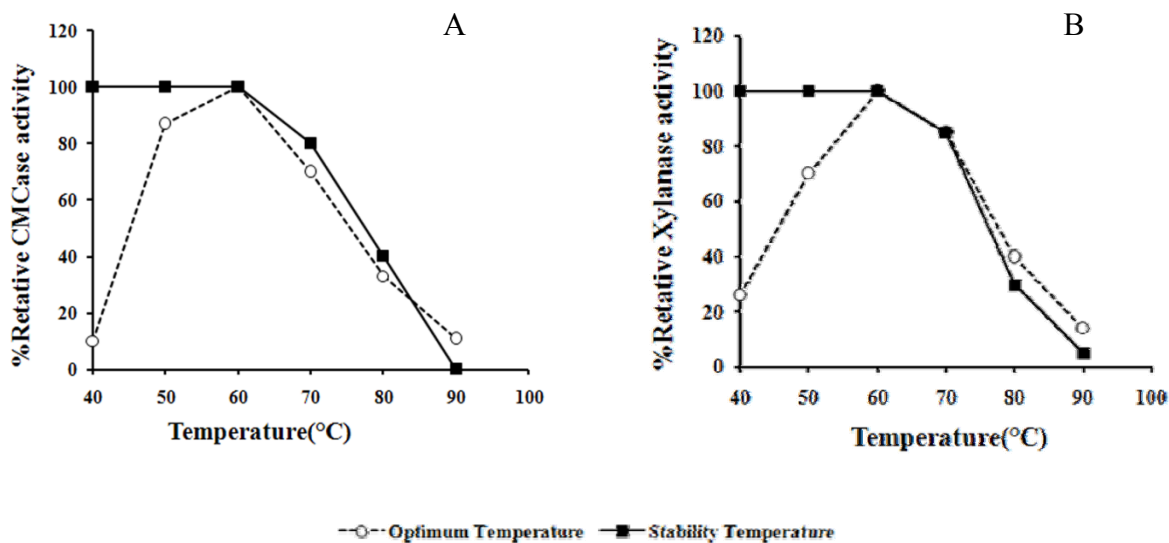 A
%Retative CMCase activity
120
100
80
60
40
20
0
40 50 60 70 80 90 100
Temperature(°C)
B
%Retative Xylanase activity
120
100
80
60
40
20
0
40 50 60 70 80 90 100
Temperature(°C)
Optimum Temperature Stability Temperature